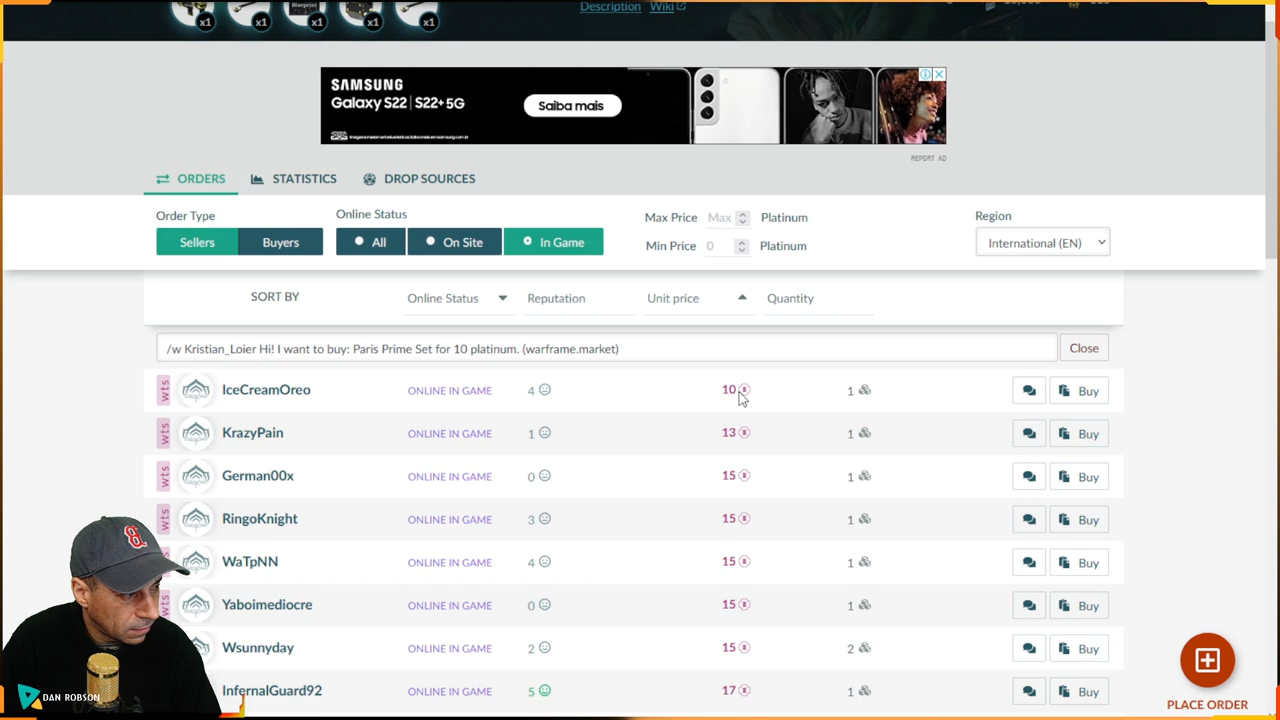 Description Wiki
x1 x1 x1 x1 x1
Blueprint
SAMSUNG
Galaxy S22 | S22+ 5G
Saiba mais
REPORT AD
ORDERS STATISTICS DROP SOURCES
Order Type Online Status Max Price Max Platinum Region
Sellers Buyers All On Site In Game Min Price 0 Platinum International (EN)
SORT BY Online Status Reputation Unit price Quantity
/w Kristian_Loier Hi! I want to buy: Paris Prime Set for 10 platinum. (warframe.market) Close
wts IceCreamOreo ONLINE IN GAME 4 10 1 Buy
wts KrazyPain ONLINE IN GAME 1 13 1 Buy
wts German00x ONLINE IN GAME 0 15 1 Buy
wts RingoKnight ONLINE IN GAME 3 15 1 Buy
wts WaTpNN ONLINE IN GAME 4 15 1 Buy
wts Yaboimediocre ONLINE IN GAME 0 15 1 Buy
Wsunnyday ONLINE IN GAME 2 15 2 Buy
InfernalGuard92 ONLINE IN GAME 5 17 1 Buy
B
DAN ROBSON
PLACE ORDER